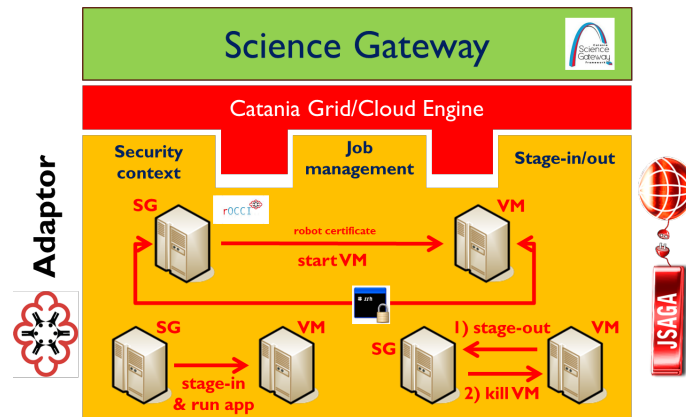 Science Gateway
Catania
Science
Gateway
Framework
Catania Grid/Cloud Engine
Security
context
Job
management
Stage-in/out
Adaptor
SG
rOCCI
robot certificate
start VM
VM
# ssh
JSAGA
SG
VM
stage-in
& run app
1) stage-out
VM
SG
2) kill VM